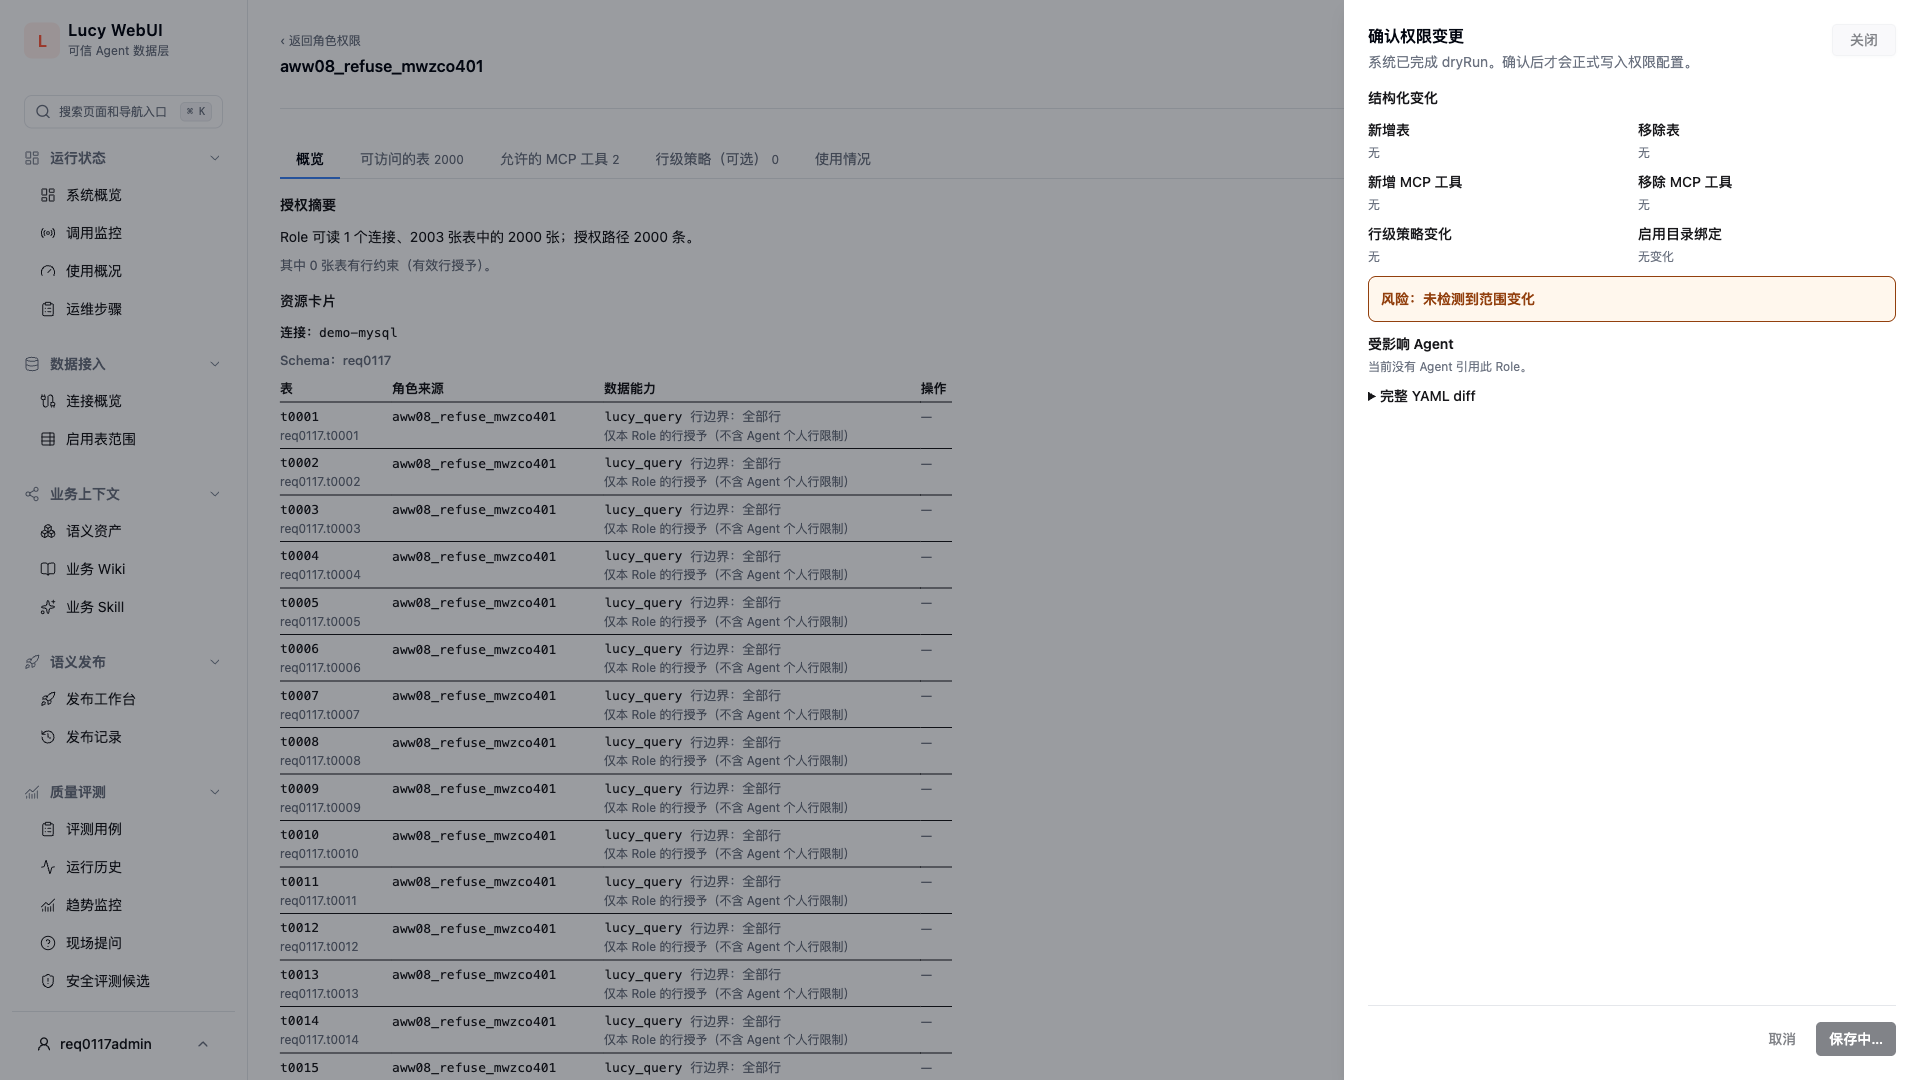 L
Lucy WebUI
可信 Agent 数据层
搜索页面和导航入口 ⌘ K
运行状态
系统概览
调用监控
使用概况
运维步骤
数据接入
连接概览
启用表范围
业务上下文
语义资产
业务 Wiki
业务 Skill
语义发布
发布工作台
发布记录
质量评测
评测用例
运行历史
趋势监控
现场提问
安全评测候选
req0117admin
‹ 返回角色权限
aww08_refuse_mwzco401
概览 可访问的表 2000 允许的 MCP 工具 2 行级策略（可选） 0 使用情况
授权摘要
Role 可读 1 个连接、2003 张表中的 2000 张；授权路径 2000 条。
其中 0 张表有行约束（有效行授予）。
资源卡片
连接：demo-mysql
Schema：req0117
表 角色来源 数据能力 操作
t0001 aww08_refuse_mwzco401 lucy_query 行边界：全部行 —
req0117.t0001 仅本 Role 的行授予（不含 Agent 个人行限制）
t0002 aww08_refuse_mwzco401 lucy_query 行边界：全部行 —
req0117.t0002 仅本 Role 的行授予（不含 Agent 个人行限制）
t0003 aww08_refuse_mwzco401 lucy_query 行边界：全部行 —
req0117.t0003 仅本 Role 的行授予（不含 Agent 个人行限制）
t0004 aww08_refuse_mwzco401 lucy_query 行边界：全部行 —
req0117.t0004 仅本 Role 的行授予（不含 Agent 个人行限制）
t0005 aww08_refuse_mwzco401 lucy_query 行边界：全部行 —
req0117.t0005 仅本 Role 的行授予（不含 Agent 个人行限制）
t0006 aww08_refuse_mwzco401 lucy_query 行边界：全部行 —
req0117.t0006 仅本 Role 的行授予（不含 Agent 个人行限制）
t0007 aww08_refuse_mwzco401 lucy_query 行边界：全部行 —
req0117.t0007 仅本 Role 的行授予（不含 Agent 个人行限制）
t0008 aww08_refuse_mwzco401 lucy_query 行边界：全部行 —
req0117.t0008 仅本 Role 的行授予（不含 Agent 个人行限制）
t0009 aww08_refuse_mwzco401 lucy_query 行边界：全部行 —
req0117.t0009 仅本 Role 的行授予（不含 Agent 个人行限制）
t0010 aww08_refuse_mwzco401 lucy_query 行边界：全部行 —
req0117.t0010 仅本 Role 的行授予（不含 Agent 个人行限制）
t0011 aww08_refuse_mwzco401 lucy_query 行边界：全部行 —
req0117.t0011 仅本 Role 的行授予（不含 Agent 个人行限制）
t0012 aww08_refuse_mwzco401 lucy_query 行边界：全部行 —
req0117.t0012 仅本 Role 的行授予（不含 Agent 个人行限制）
t0013 aww08_refuse_mwzco401 lucy_query 行边界：全部行 —
req0117.t0013 仅本 Role 的行授予（不含 Agent 个人行限制）
t0014 aww08_refuse_mwzco401 lucy_query 行边界：全部行 —
req0117.t0014 仅本 Role 的行授予（不含 Agent 个人行限制）
t0015 aww08_refuse_mwzco401 lucy_query 行边界：全部行 —
确认权限变更 关闭
系统已完成 dryRun。确认后才会正式写入权限配置。
结构化变化
新增表 移除表
无 无
新增 MCP 工具 移除 MCP 工具
无 无
行级策略变化 启用目录绑定
无 无变化
风险：未检测到范围变化
受影响 Agent
当前没有 Agent 引用此 Role。
▶ 完整 YAML diff
取消 保存中...